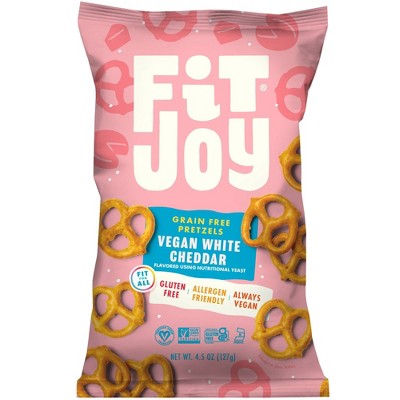 FiT
JOY
GRAIN FREE
PRETZELS
VEGAN WHITE
CHEDDAR
FLAVORED USING NUTRITIONAL YEAST
FIT
FOR
ALL
GLUTEN
FREE
ALLERGEN
FRIENDLY
ALWAYS
VEGAN
NET WT. 4.5 OZ (127g)